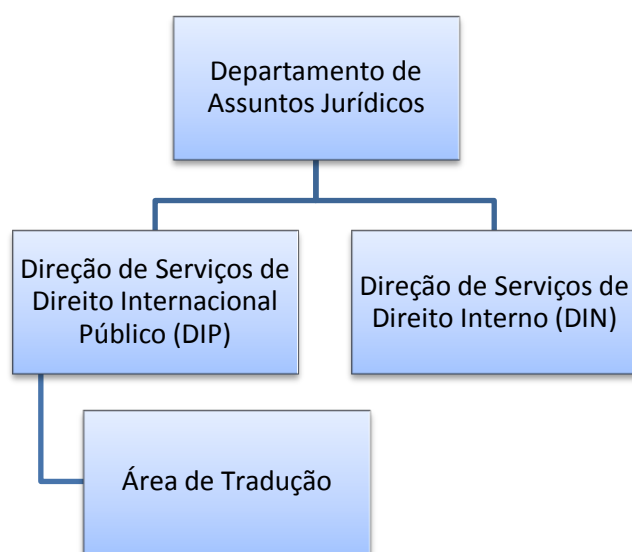 Departamento de
Assuntos Jurídicos
Direção de Serviços de
Direito Internacional
Público (DIP)
Direção de Serviços de
Direito Interno (DIN)
Área de Tradução